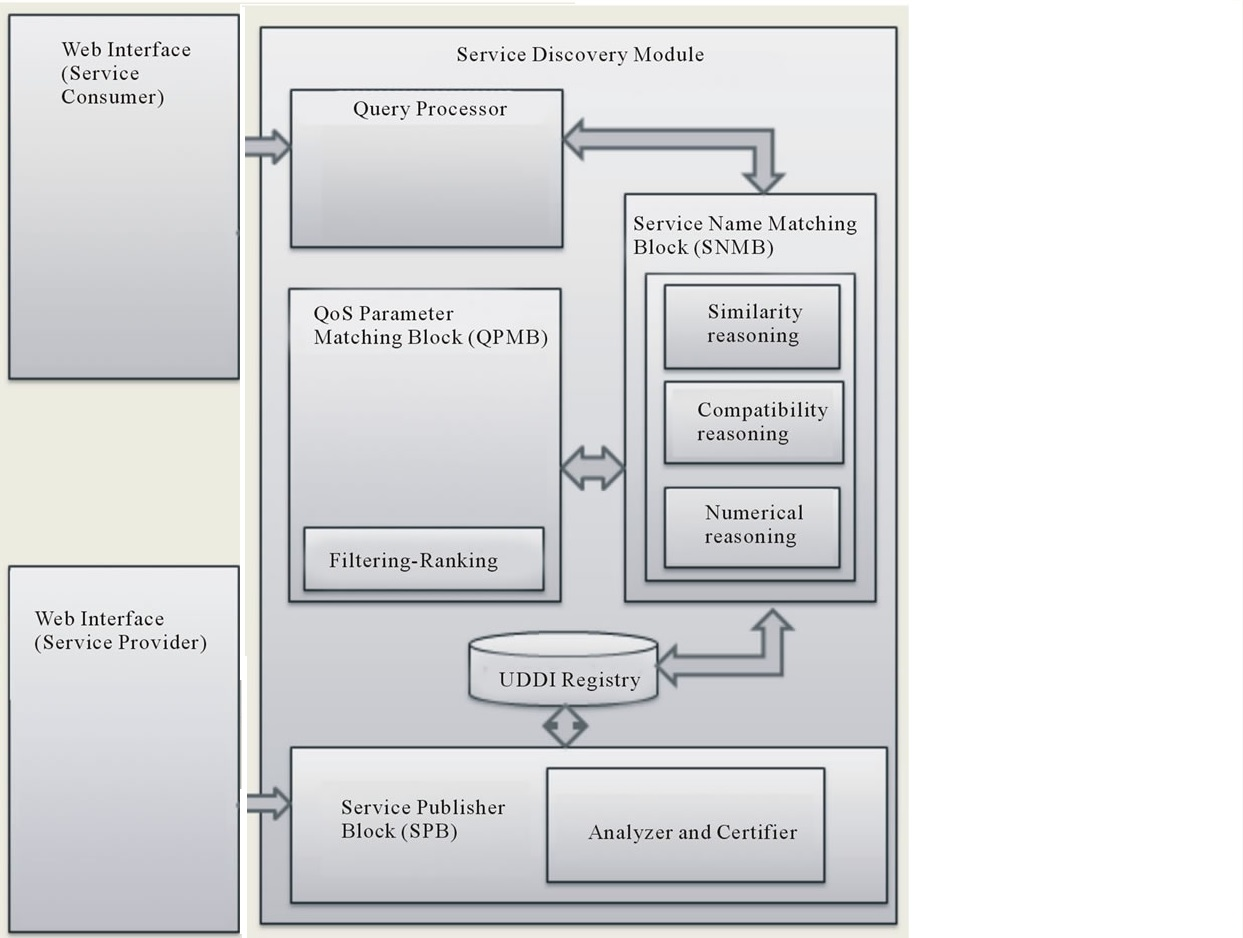 Web Interface
(Service
Consumer)
Service Discovery Module
Query Processor
Service Name Matching
Block (SNMB)
Similarity
reasoning
Compatibility
reasoning
Numerical
reasoning
QoS Parameter
Matching Block (QPMB)
Filtering-Ranking
Web Interface
(Service Provider)
UDDI Registry
Service Publisher
Block (SPB)
Analyzer and Certifier